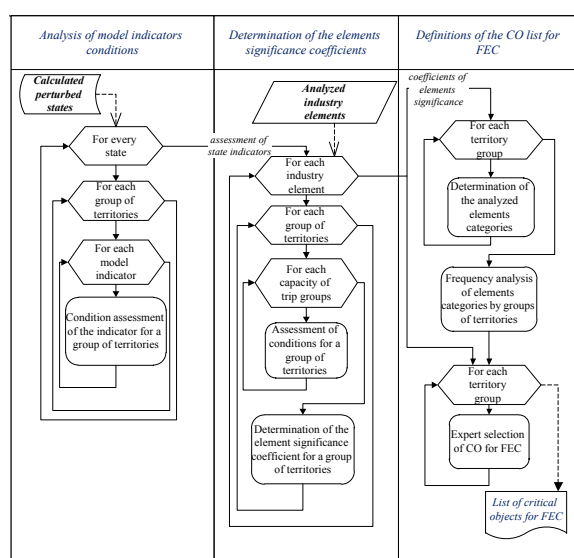 Analysis of model indicators
conditions
Determination of the elements
significance coefficients
Definitions of the CO list for
FEC
Calculated
perturbed
states
For every
state
For each
group of
territories
For each
model
indicator
Condition assessment
of the indicator for a
group of territories
assessment of
state indicators
Analyzed
industry
elements
For each
industry
element
For each
group of
territories
For each
capacity of
trip groups
Assessment of
conditions for a
group of
territories
Determination of the
element significance
coefficient for a group
of territories
coefficients of
elements
significance
For each
territory
group
Determination of
the analyzed
elements
categories
Frequency analysis
of elements
categories by groups
of territories
For each
territory
group
Expert selection
of CO for FEC
List of critical
objects for FEC